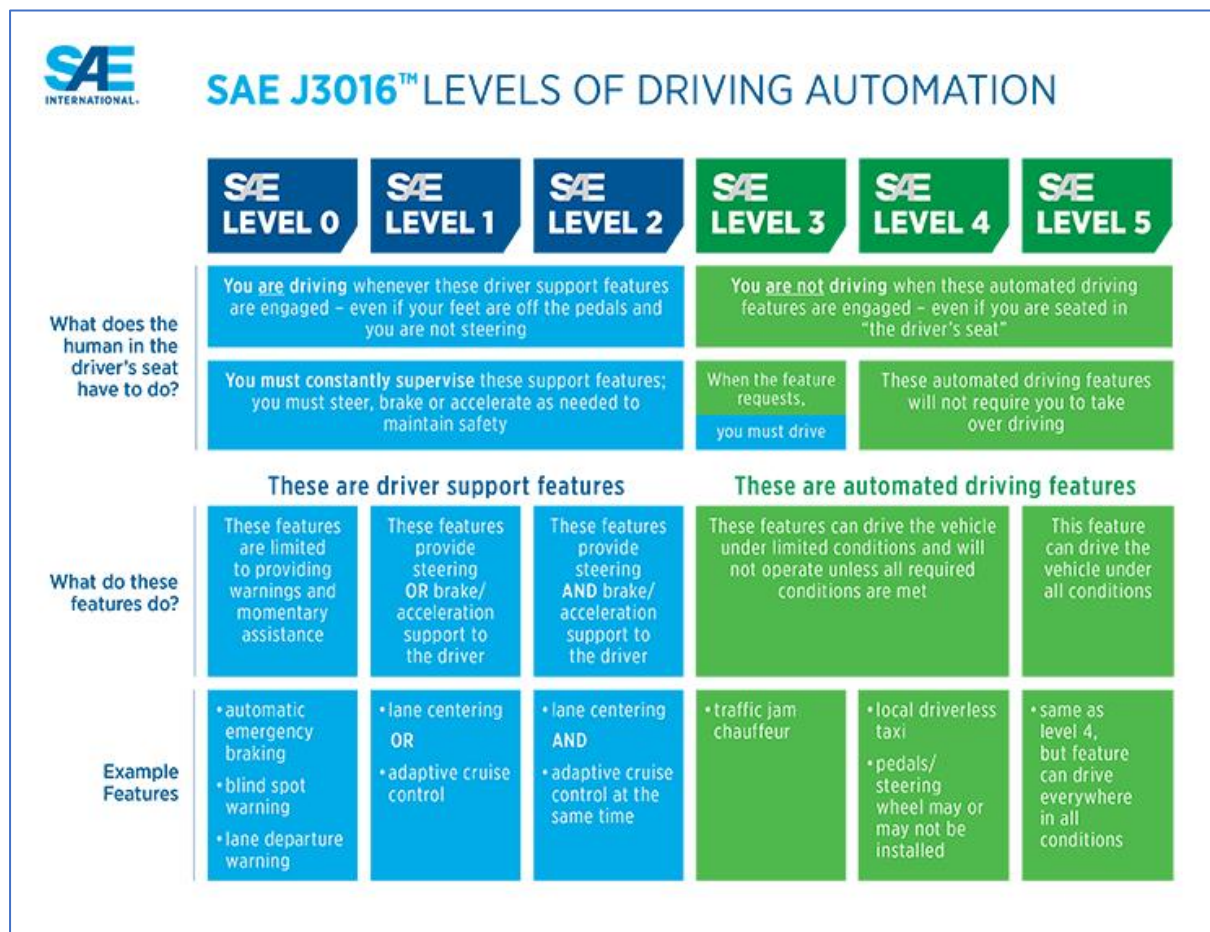 SAE
INTERNATIONAL®
SAE J3016™ LEVELS OF DRIVING AUTOMATION
SAE
LEVEL 0
SAE
LEVEL 1
SAE
LEVEL 2
SAE
LEVEL 3
SAE
LEVEL 4
SAE
LEVEL 5
What does the
human in the
driver's seat
have to do?
You are driving whenever these driver support features
are engaged – even if your feet are off the pedals and
you are not steering
You are not driving when these automated driving
features are engaged – even if you are seated in
“the driver's seat”
You must constantly supervise these support features;
you must steer, brake or accelerate as needed to
maintain safety
When the feature
requests,
you must drive
These automated driving features
will not require you to take
over driving
These are driver support features
These are automated driving features
What do these
features do?
These features
are limited
to providing
warnings and
momentary
assistance
These features
provide
steering
OR brake/
acceleration
support to
the driver
These features
provide
steering
AND brake/
acceleration
support to
the driver
These features can drive the vehicle
under limited conditions and will
not operate unless all required
conditions are met
This feature
can drive the
vehicle under
all conditions
Example
Features
• automatic
emergency
braking
• blind spot
warning
• lane departure
warning
• lane centering
OR
• adaptive cruise
control
• lane centering
AND
• adaptive cruise
control at the
same time
• traffic jam
chauffeur
• local driverless
taxi
• pedals/
steering
wheel may or
may not be
installed
• same as
level 4,
but feature
can drive
everywhere
in all
conditions